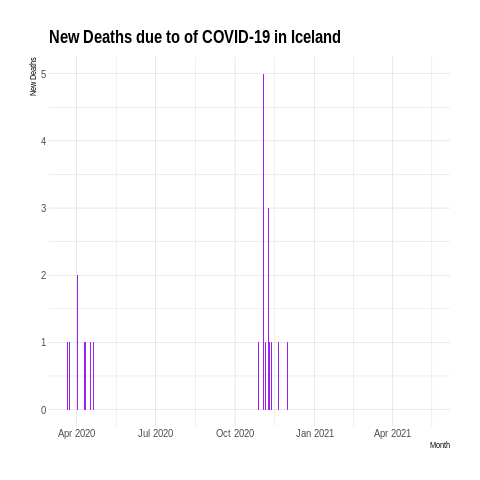 New Deaths due to of COVID-19 in Iceland
New Deaths
5
4
3
2
1
0
Apr 2020 Jul 2020 Oct 2020 Jan 2021 Apr 2021
Month